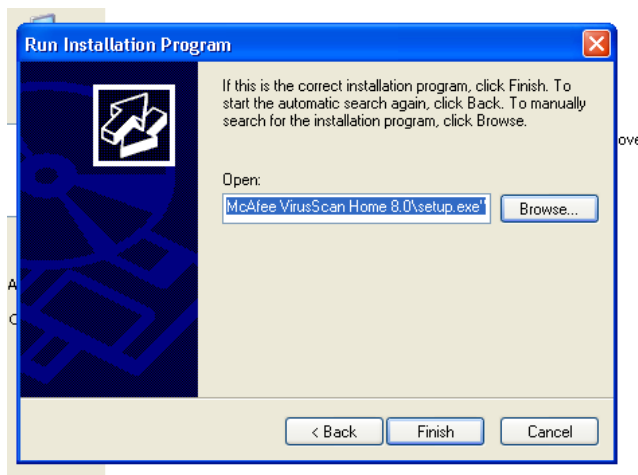 Run Installation Program
If this is the correct installation program, click Finish. To
start the automatic search again, click Back. To manually
search for the installation program, click Browse.
Open:
McAfee VirusScan Home 8.0\setup.exe"
Browse...
< Back
Finish
Cancel